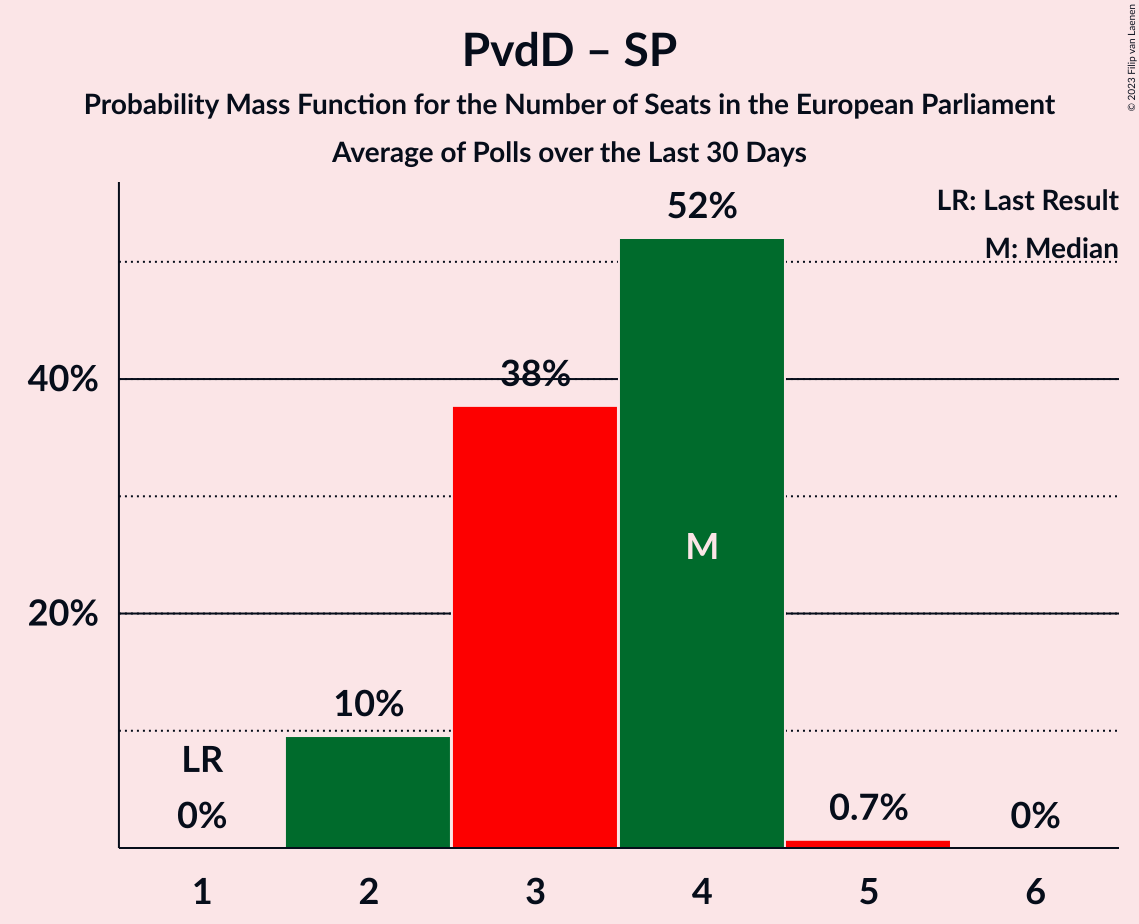 PvdD – SP
Probability Mass Function for the Number of Seats in the European Parliament
Average of Polls over the Last 30 Days
© 2023 Filip van Laenen
LR: Last Result
M: Median
52%
40%
38%
M
20%
10%
LR
0%
0.7%
0%
1 2 3 4 5 6